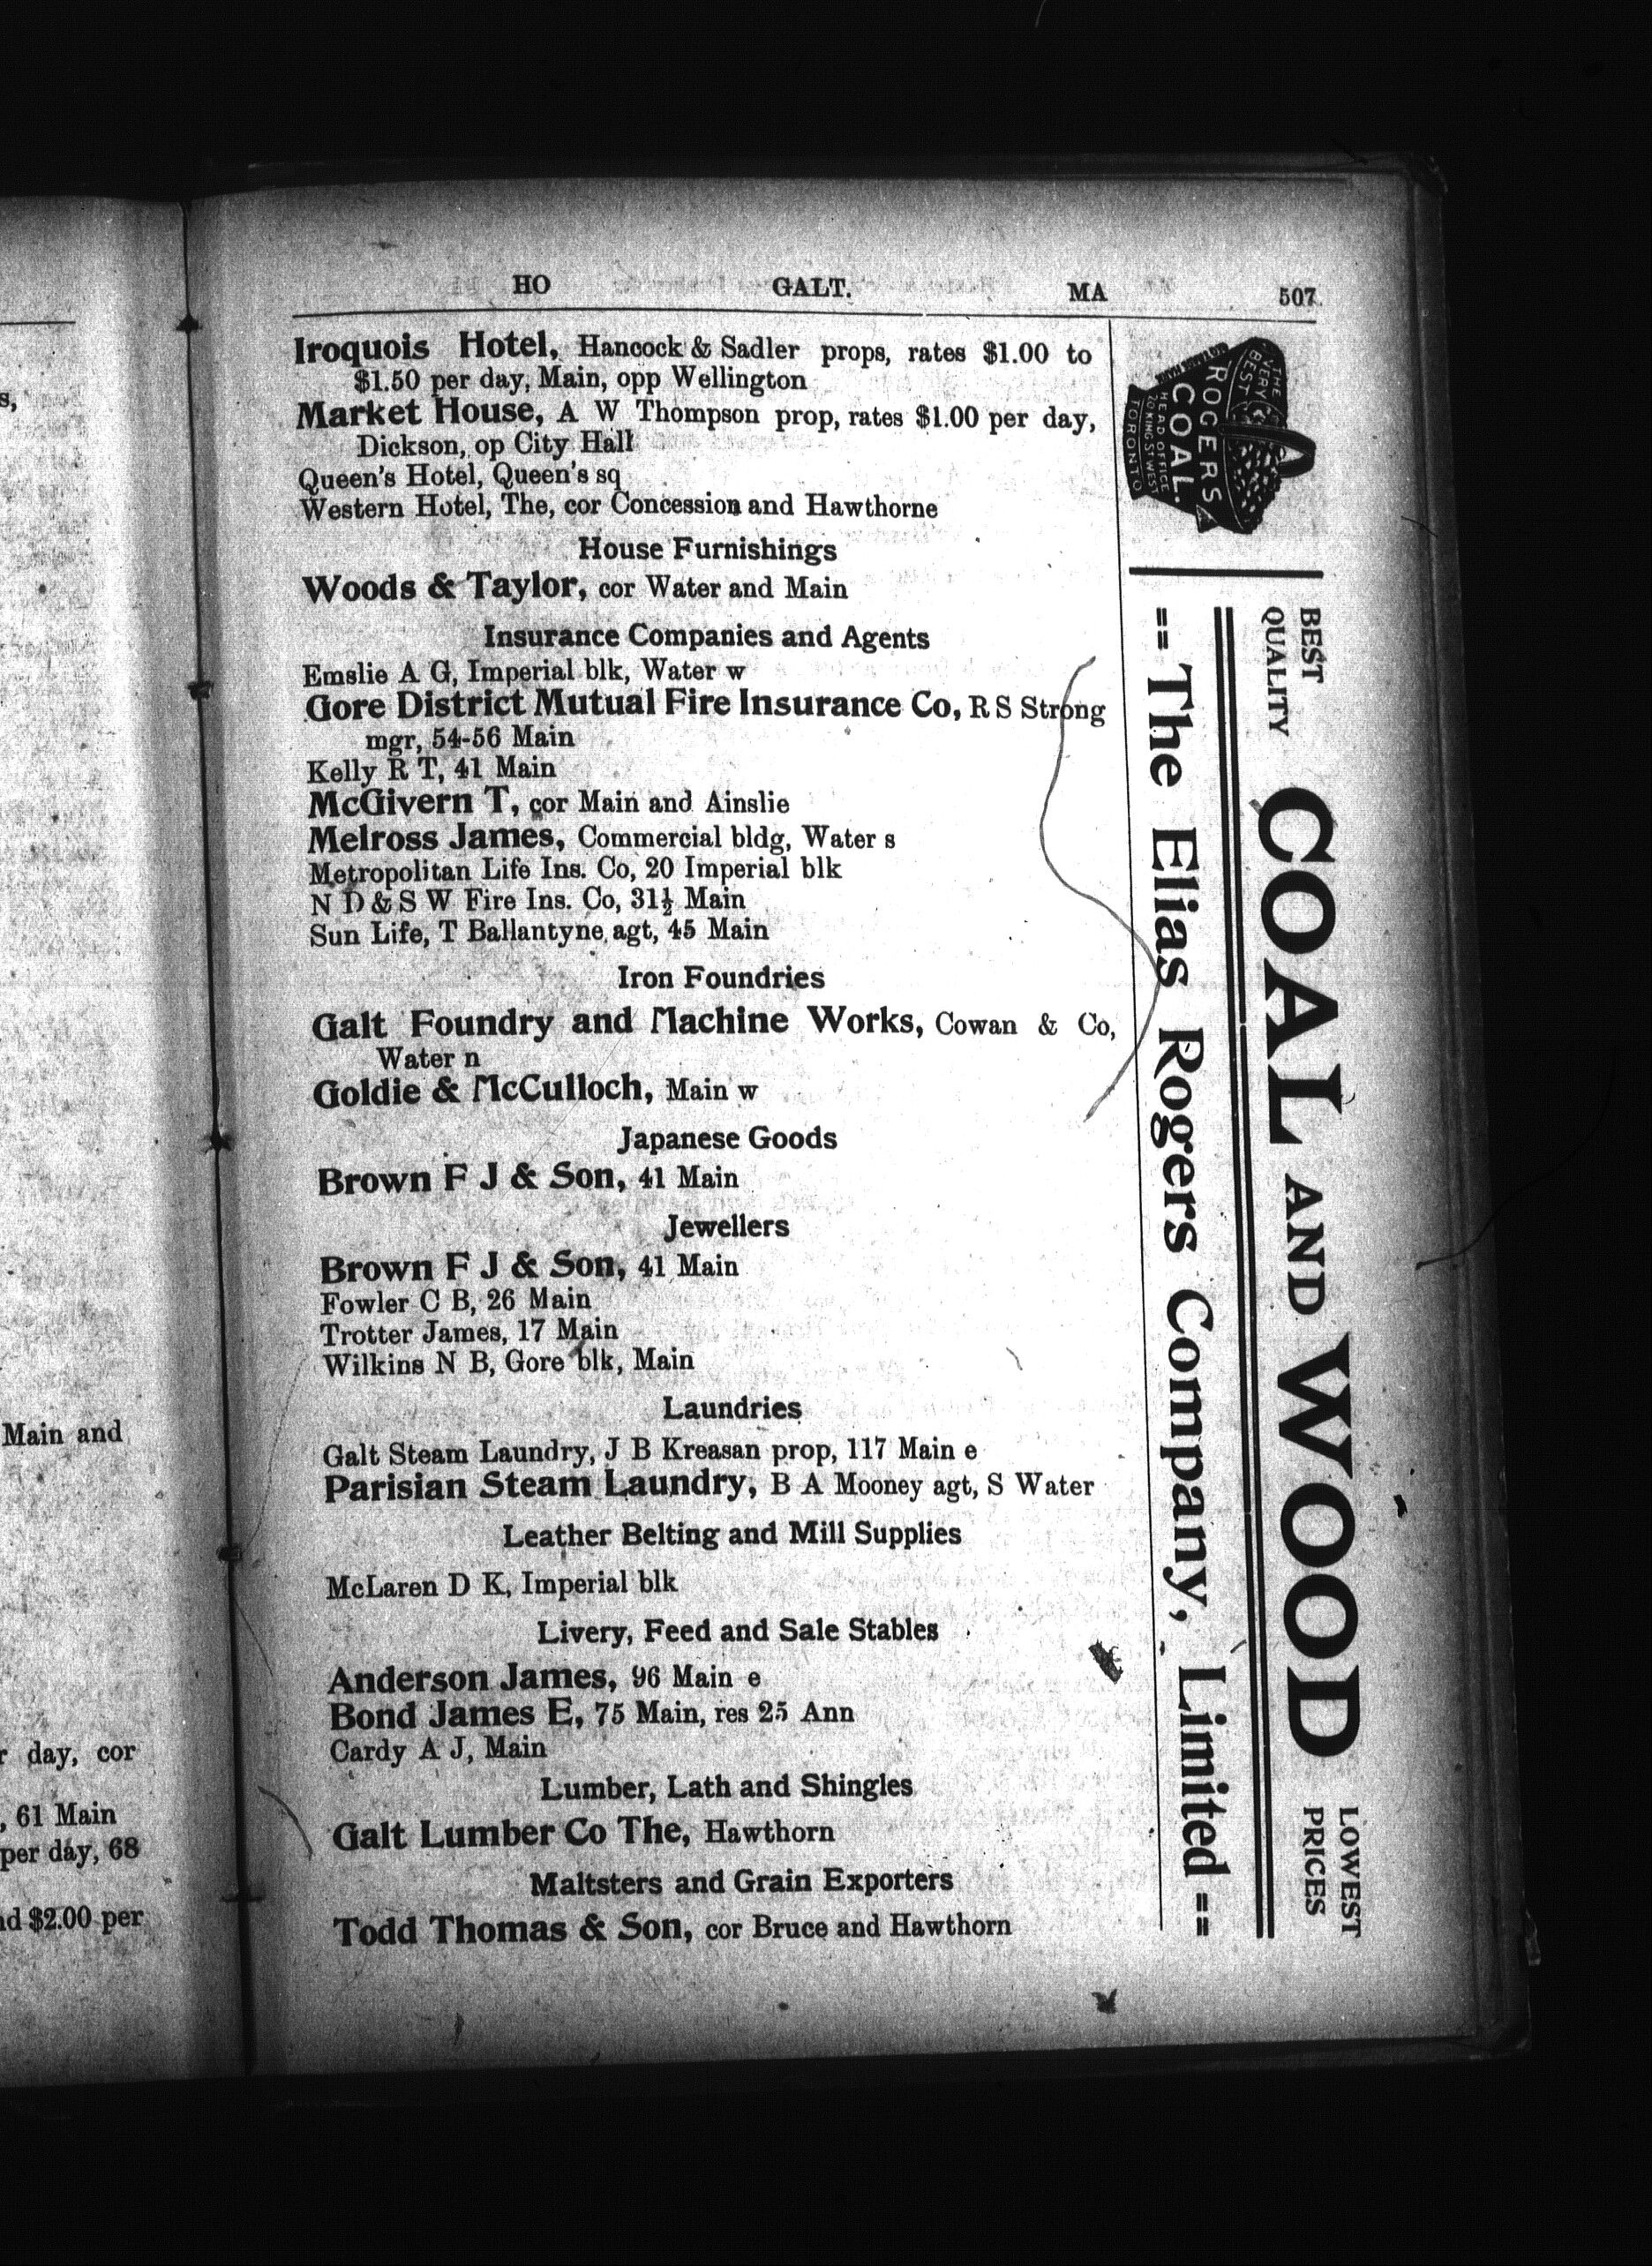 s,
Main and
r day, cor
, 61 Main
per day, 68
nd $2.00 per
HO GALT. MA 507
Iroquois Hotel, Hancock & Sadler props, rates $1.00 to
$1.50 per day, Main, opp Wellington
Market House, A W Thompson prop, rates $1.00 per day,
Dickson, op City Hall
Queen's Hotel, Queen's sq
Western Hotel, The, cor Concession and Hawthorne
House Furnishings
Woods & Taylor, cor Water and Main
Insurance Companies and Agents
Emslie A G, Imperial blk, Water w
Gore District Mutual Fire Insurance Co, R S Strong
mgr, 54-56 Main
Kelly R T, 41 Main
McGivern T, cor Main and Ainslie
Melross James, Commercial bldg, Water s
Metropolitan Life Ins. Co, 20 Imperial blk
N D & S W Fire Ins. Co, 31½ Main
Sun Life, T Ballantyne agt, 45 Main
Iron Foundries
Galt Foundry and Machine Works, Cowan & Co,
Water n
Goldie & McCulloch, Main w
Japanese Goods
Brown F J & Son, 41 Main
Jewellers
Brown F J & Son, 41 Main
Fowler C B, 26 Main
Trotter James, 17 Main
Wilkins N B, Gore blk, Main
Laundries
Galt Steam Laundry, J B Kreasan prop, 117 Main e
Parisian Steam Laundry, B A Mooney agt, S Water
Leather Belting and Mill Supplies
McLaren D K, Imperial blk
Livery, Feed and Sale Stables
Anderson James, 96 Main e
Bond James E, 75 Main, res 25 Ann
Cardy A J, Main
Lumber, Lath and Shingles
Galt Lumber Co The, Hawthorn
Maltsters and Grain Exporters
Todd Thomas & Son, cor Bruce and Hawthorn
THE
VERY
BEST
ROGERS
COAL.
HEAD OFFICE
20 KING ST WEST
TORONTO
BEST
QUALITY
COAL AND WOOD
LOWEST
PRICES
== The Elias Rogers Company, Limited ==